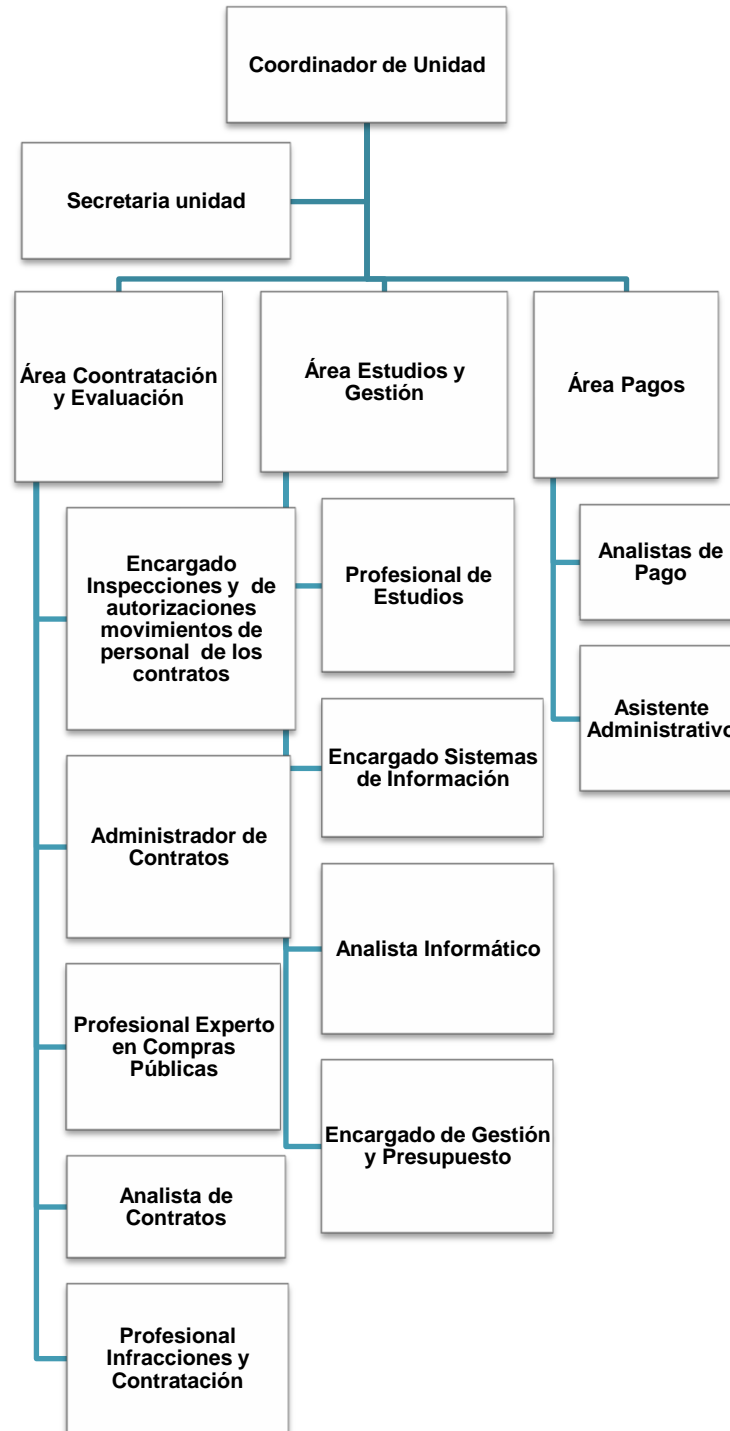 Coordinador de Unidad
Secretaria unidad
Área Coontratación
y Evaluación
Área Estudios y
Gestión
Área Pagos
Encargado
Inspecciones y de
autorizaciones
movimientos de
personal de los
contratos
Administrador de
Contratos
Profesional Experto
en Compras
Públicas
Analista de
Contratos
Profesional
Infracciones y
Contratación
Profesional de
Estudios
Encargado Sistemas
de Información
Analista Informático
Encargado de Gestión
y Presupuesto
Analistas de
Pago
Asistente
Administrativo